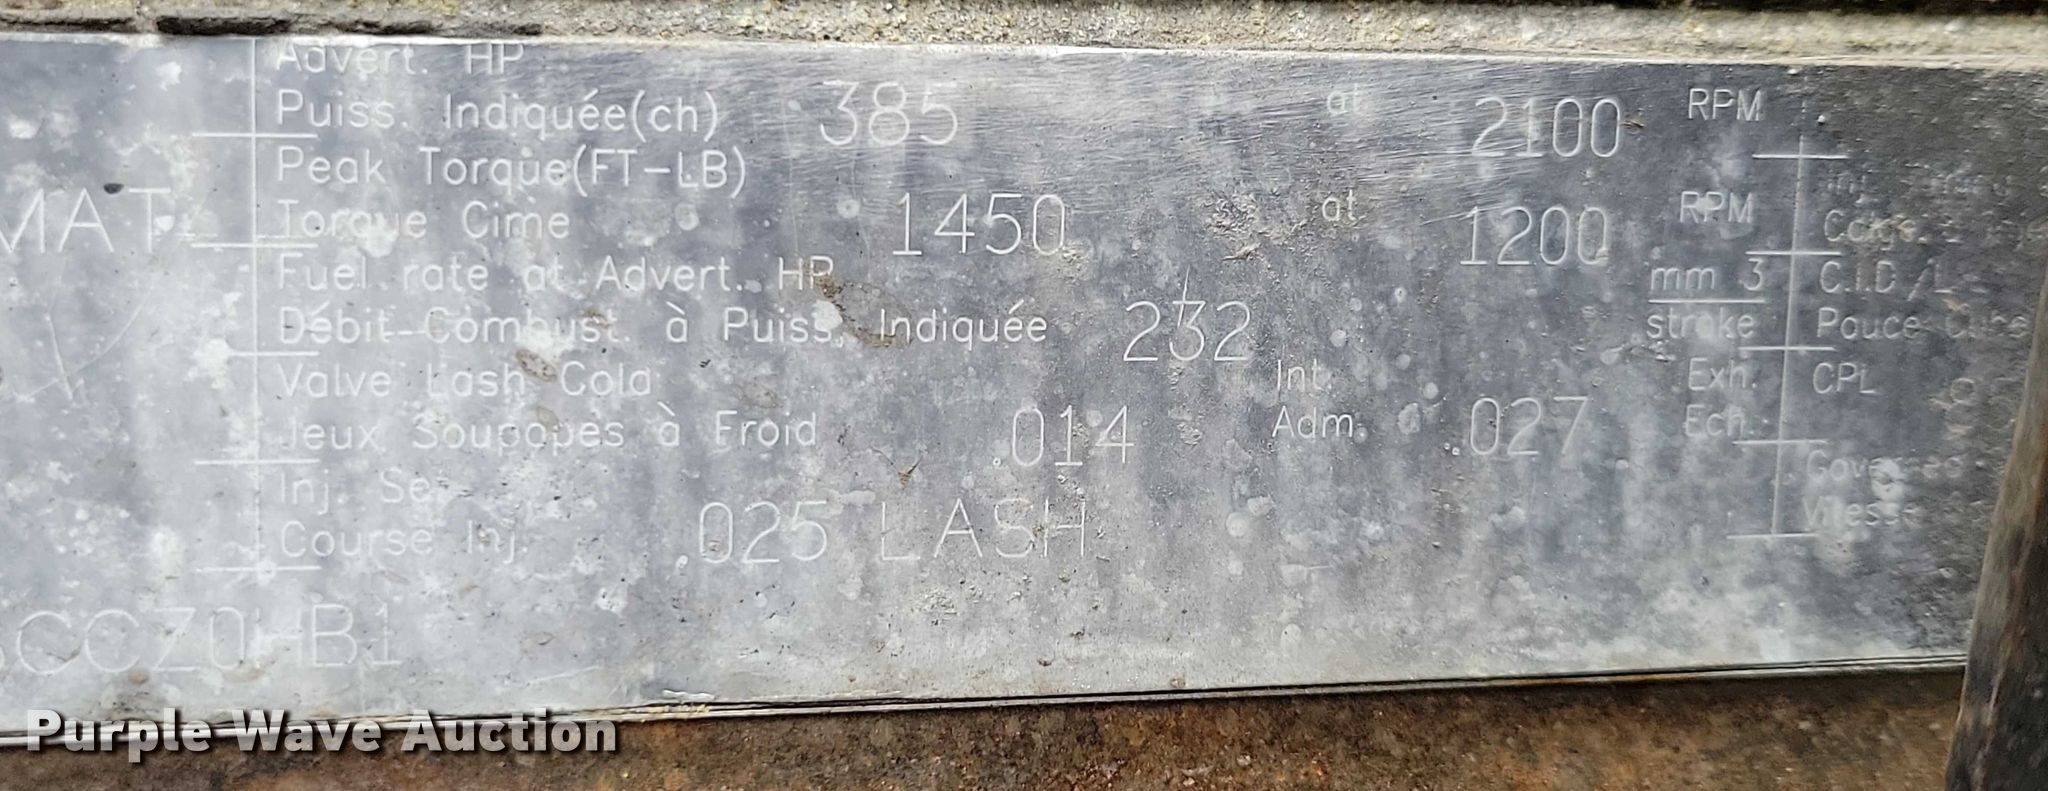 Advert. HP
Puiss. Indiquée(ch) 385 at 2100 RPM
Peak Torque(FT-LB)
Torque Cime 1450 at 1200 RPM
MAT
Fuel rate at Advert. HP mm 3 C.I.D/L
Débit Combust. à Puiss. Indiquée 232 stroke Pouce Cube
Valve Lash Cold Int. Exh. CPL
Jeux Soupapes à Froid .014 Adm. .027 Ech.
Inj. Set
Course Inj. .025 LASH Vitesse
CCZ0HB1
Purple Wave Auction